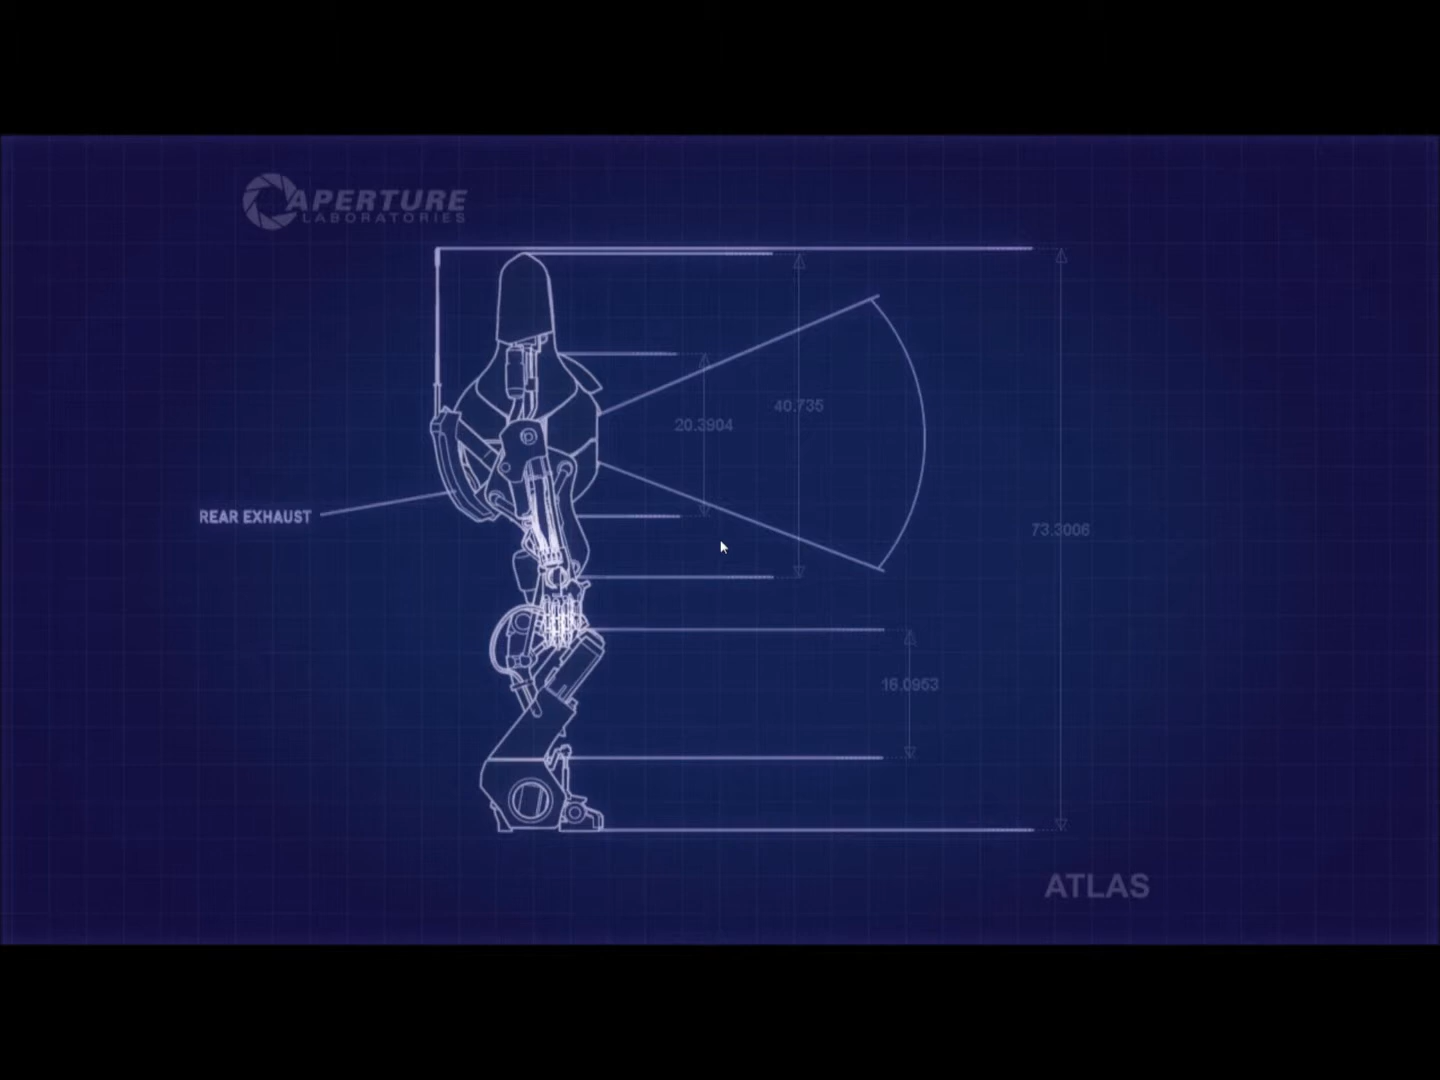 APERTURE
LABORATORIES
40.735
20.3904
REAR EXHAUST
73.3006
16.0953
ATLAS